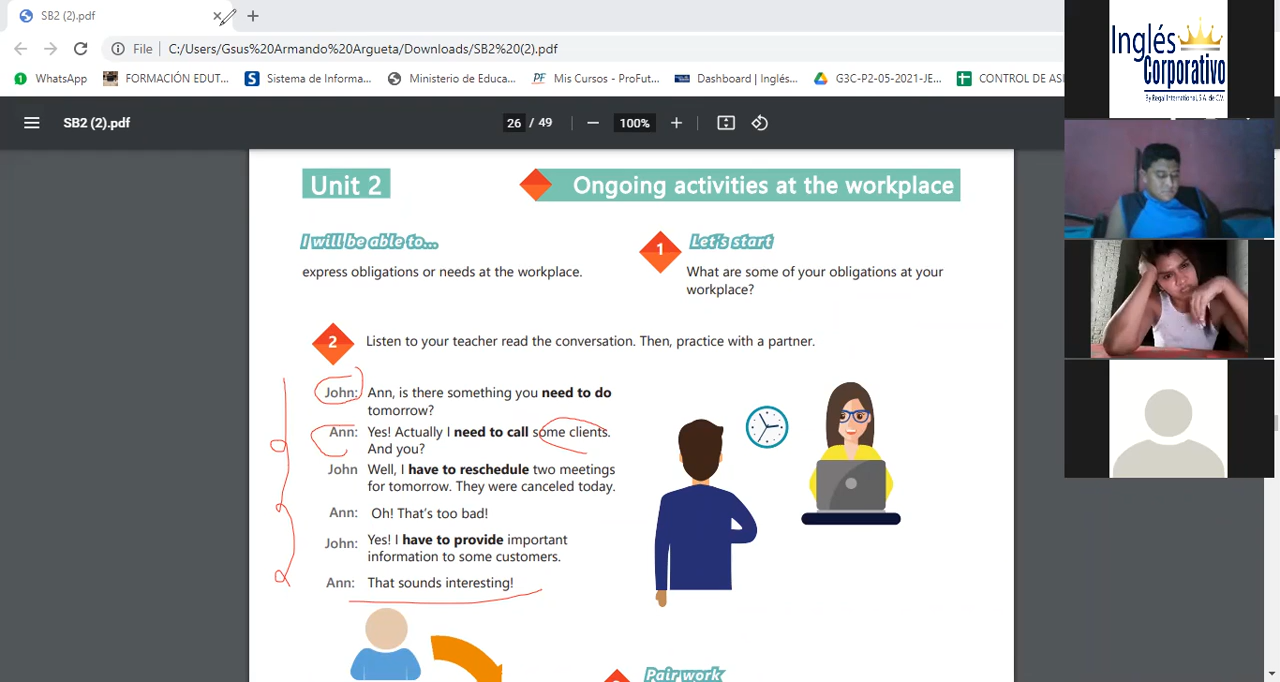 SB2 (2).pdf
File
C:/Users/Gsus%20Armando%20Argueta/Downloads/SB2%20(2).pdf
WhatsApp
FORMACIÓN EDUT...
Sistema de Informa...
Ministerio de Educa...
Mis Cursos - ProFut...
Dashboard | Inglés...
G3C-P2-05-2021-JE...
CONTROL DE ASI
SB2 (2).pdf
26 / 49
100%
Inglés
Corporativo
By Regal International S.A. de C.V.
Unit 2
Ongoing activities at the workplace
I will be able to...
express obligations or needs at the workplace.
1
Let's start
What are some of your obligations at your
workplace?
2
Listen to your teacher read the conversation. Then, practice with a partner.
John: Ann, is there something you need to do
tomorrow?
Ann: Yes! Actually I need to call some clients.
And you?
John Well, I have to reschedule two meetings
for tomorrow. They were canceled today.
Ann: Oh! That's too bad!
John: Yes! I have to provide important
information to some customers.
Ann: That sounds interesting!
Pair work